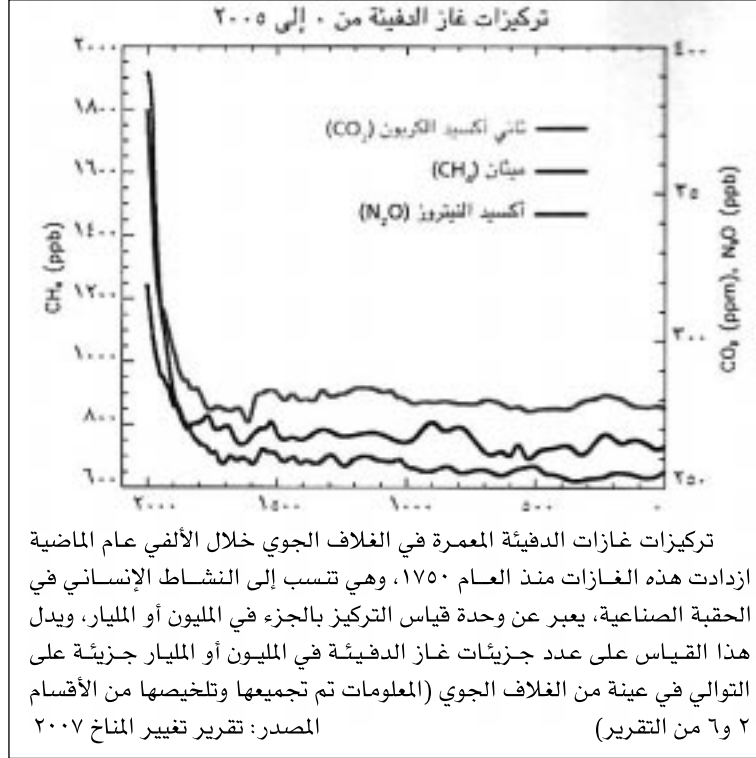 تركيزات غاز الدفيئة من ٠ إلى ٢٠٠٥
٢٠٠٠
١٨٠٠
١٦٠٠
١٤٠٠
١٢٠٠
١٠٠٠
٨٠٠
٦٠٠
CH₄ (ppb)
ثاني أكسيد الكربون (CO₂)
ميثان (CH₄)
أكسيد النيتروز (N₂O)
٤٠٠
٣٥
٣٠٠
٢٥٠
CO₂ (ppm), N₂O (ppb)
٢٠٠٠ ١٥٠٠ ١٠٠٠ ٥٠٠ ٠
تركيزات غازات الدفيئة المعمرة في الغلاف الجوي خلال الألفي عام الماضية
ازدادت هذه الغازات منذ العام ١٧٥٠، وهي تنسب إلى النشاط الإنساني في
الحقبة الصناعية، يعبر عن وحدة قياس التركيز بالجزء في المليون أو المليار، ويدل
هذا القياس على عدد جزيئات غاز الدفيئة في المليون أو المليار جزيئة على
التوالي في عينة من الغلاف الجوي (المعلومات تم تجميعها وتلخيصها من الأقسام
٢ و٦ من التقرير) المصدر: تقرير تغيير المناخ ٢٠٠٧